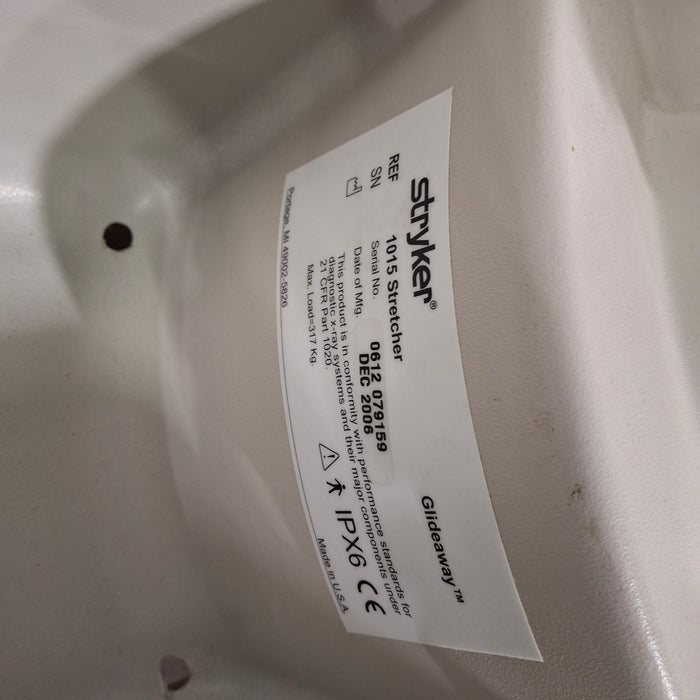 stryker® Glideaway™
REF 1015 Stretcher
SN Serial No. 0612 079159
Date of Mfg. DEC 2006
This product is in conformity with performance standards for
diagnostic x-ray systems and their major components under
21 CFR Part 1020.
Max. Load=317 Kg.
IPX6 CE
Portage, MI 49002-5826
Made in U.S.A.